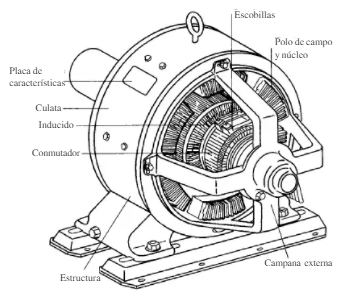 Escobillas
Polo de campo
y núcleo
Placa de
características
Culata
Inducido
Conmutador
Campana externa
Estructura